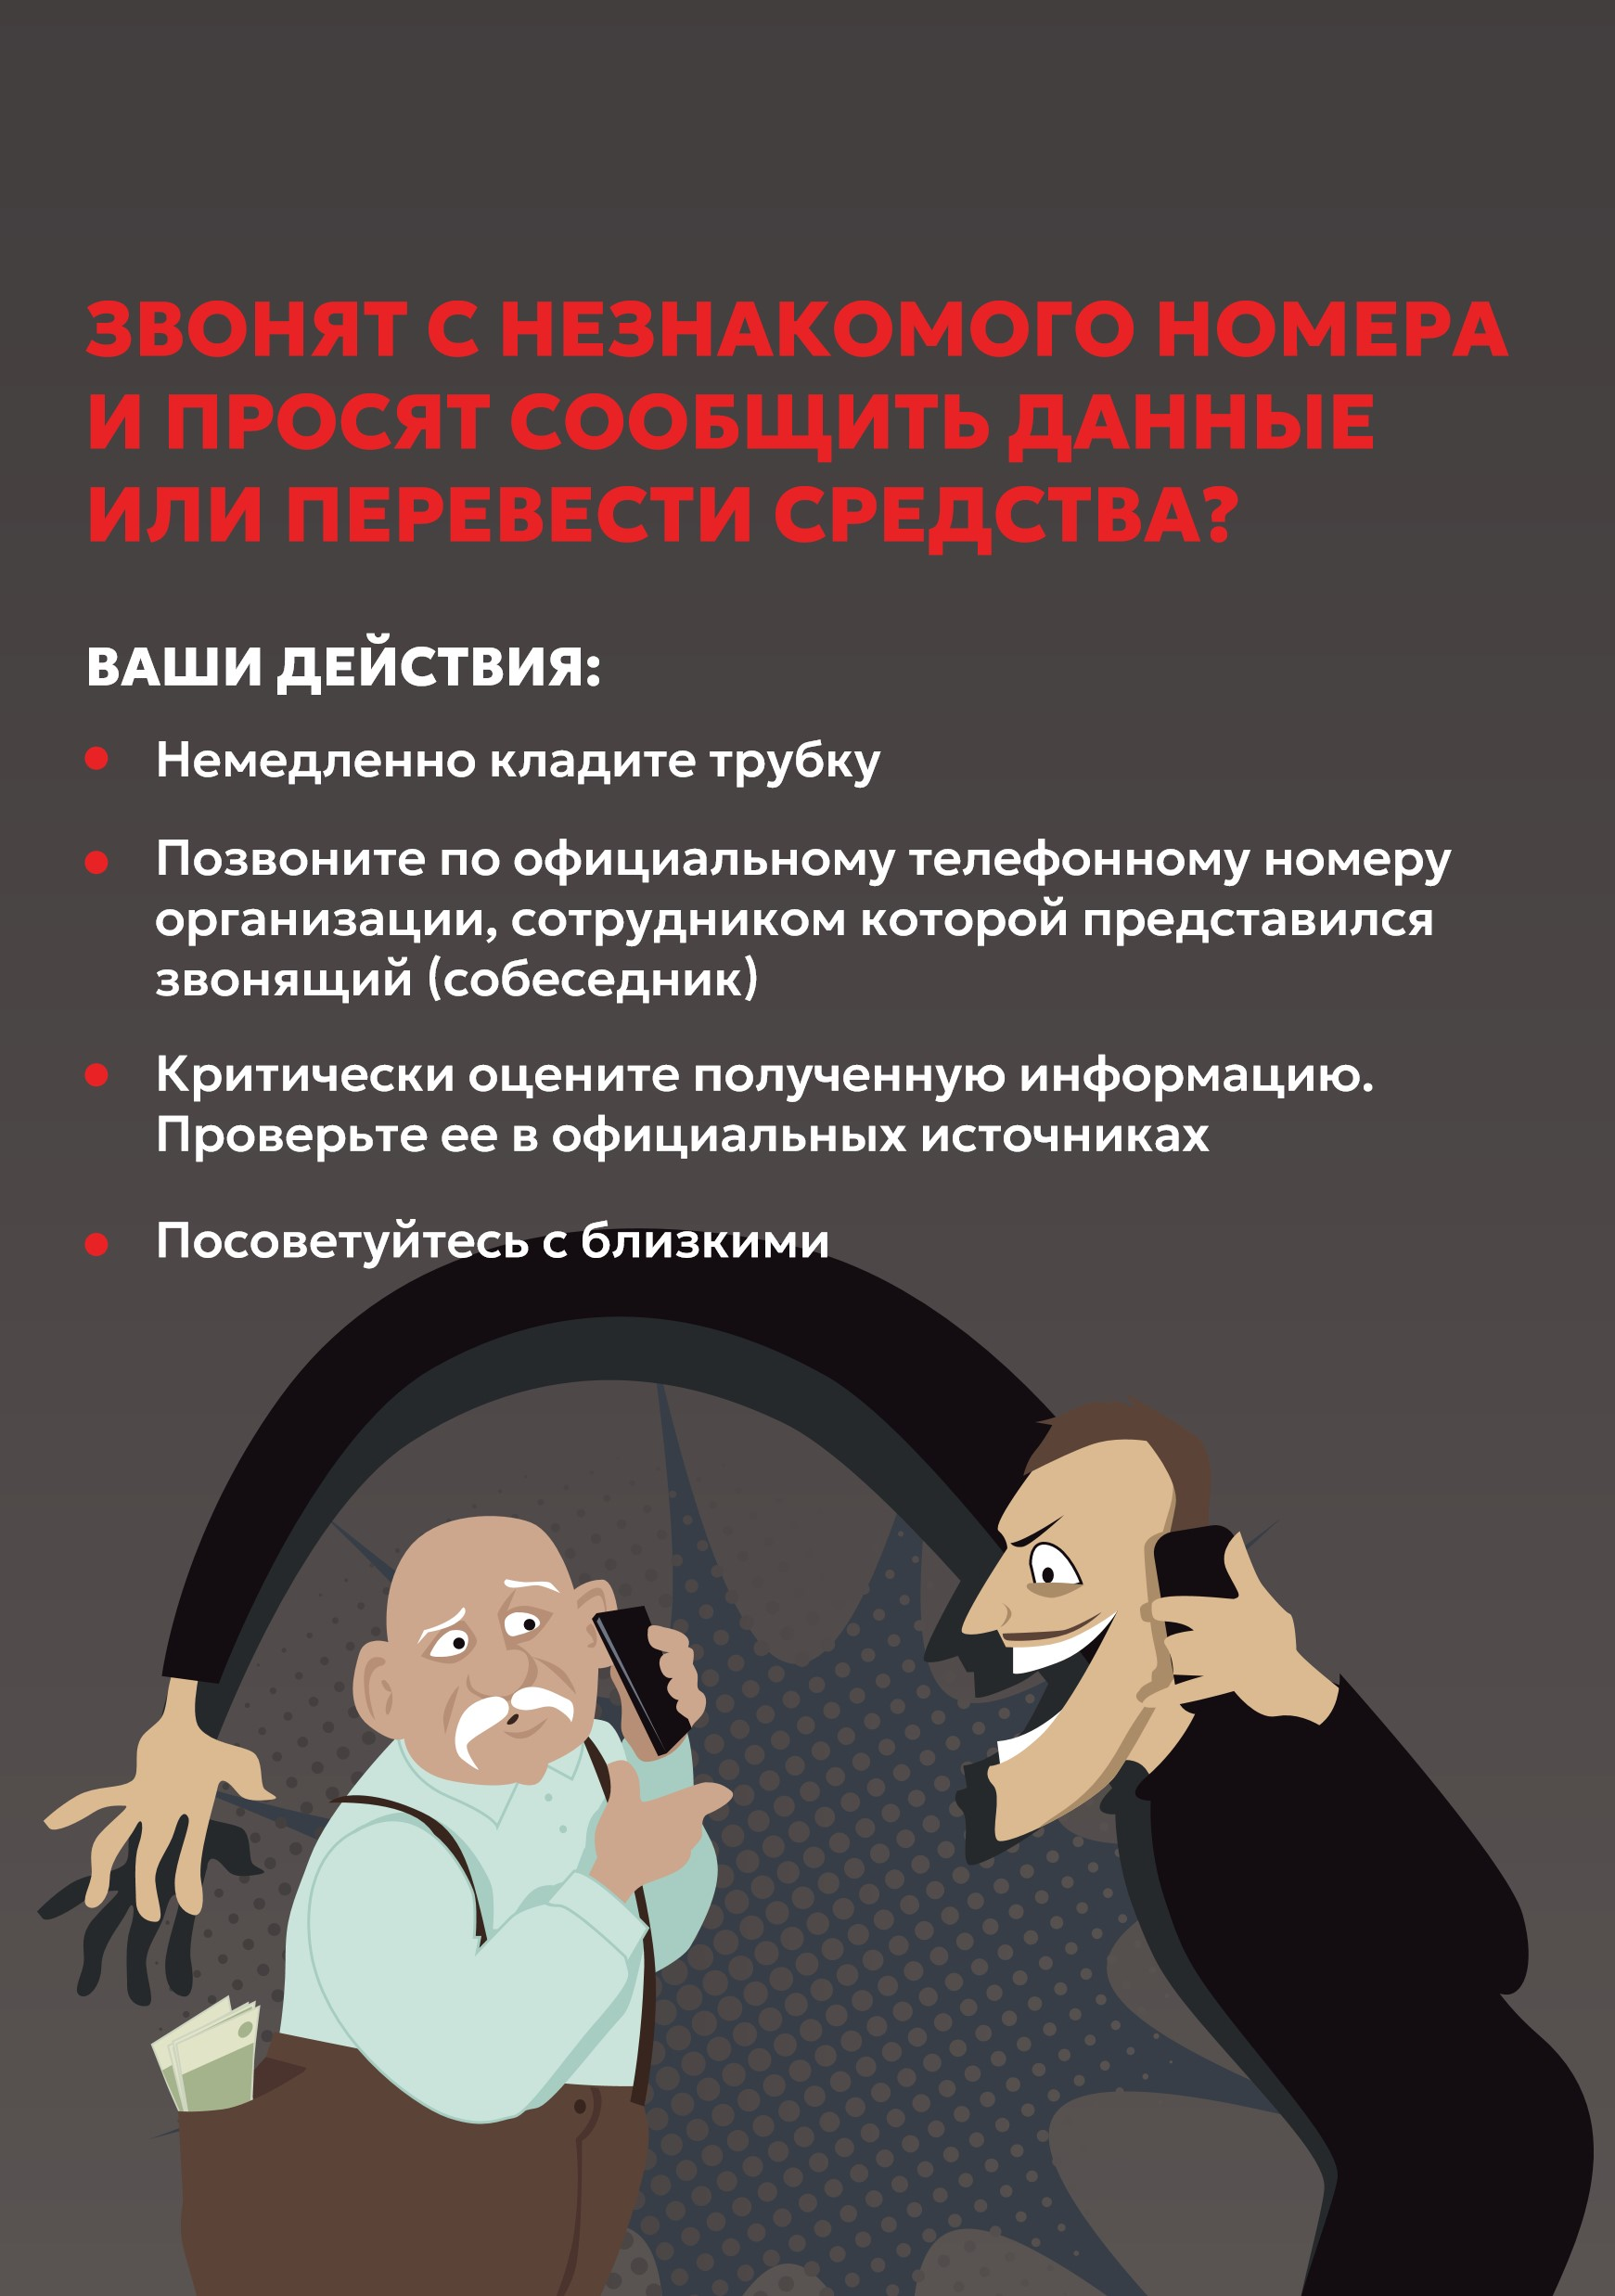 ЗВОНЯТ С НЕЗНАКОМОГО НОМЕРА
И ПРОСЯТ СООБЩИТЬ ДАННЫЕ
ИЛИ ПЕРЕВЕСТИ СРЕДСТВА?
ВАШИ ДЕЙСТВИЯ:
Немедленно кладите трубку
Позвоните по официальному телефонному номеру
организации, сотрудником которой представился
звонящий (собеседник)
Критически оцените полученную информацию.
Проверьте ее в официальных источниках
Посоветуйтесь с близкими